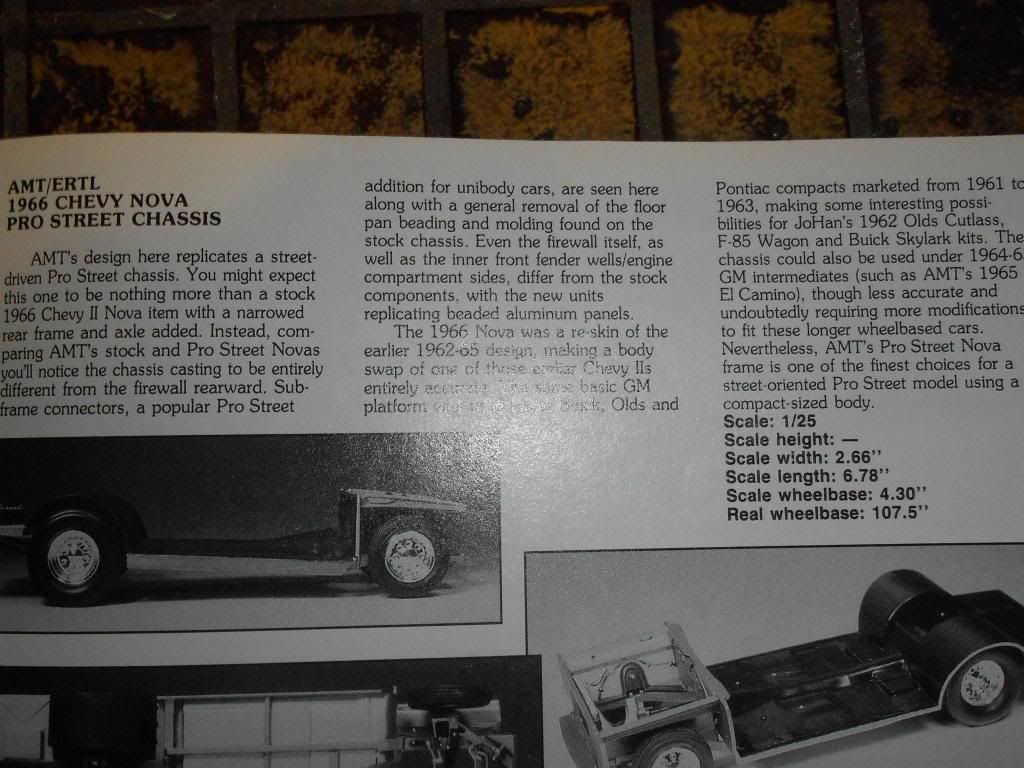 AMT/ERTL
1966 CHEVY NOVA
PRO STREET CHASSIS
AMT's design here replicates a street-
driven Pro Street chassis. You might expect
this one to be nothing more than a stock
1966 Chevy II Nova item with a narrowed
rear frame and axle added. Instead, com-
paring AMT's stock and Pro Street Novas
you'll notice the chassis casting to be entirely
different from the firewall rearward. Sub-
frame connectors, a popular Pro Street
addition for unibody cars, are seen here
along with a general removal of the floor
pan beading and molding found on the
stock chassis. Even the firewall itself, as
well as the inner front fender wells/engine
compartment sides, differ from the stock
components, with the new units
replicating beaded aluminum panels.
The 1966 Nova was a re-skin of the
earlier 1962-65 design, making a body
swap of one of these earlier Chevy IIs
entirely accurate. The same basic GM
platform Buick, Olds and
Pontiac compacts marketed from 1961 to
1963, making some interesting possi-
bilities for JoHan's 1962 Olds Cutlass,
F-85 Wagon and Buick Skylark kits. The
chassis could also be used under 1964-6
GM intermediates (such as AMT's 1965
El Camino), though less accurate and
undoubtedly requiring more modifications
to fit these longer wheelbased cars.
Nevertheless, AMT's Pro Street Nova
frame is one of the finest choices for a
street-oriented Pro Street model using a
compact-sized body.
Scale: 1/25
Scale height: —
Scale width: 2.66''
Scale length: 6.78''
Scale wheelbase: 4.30''
Real wheelbase: 107.5''